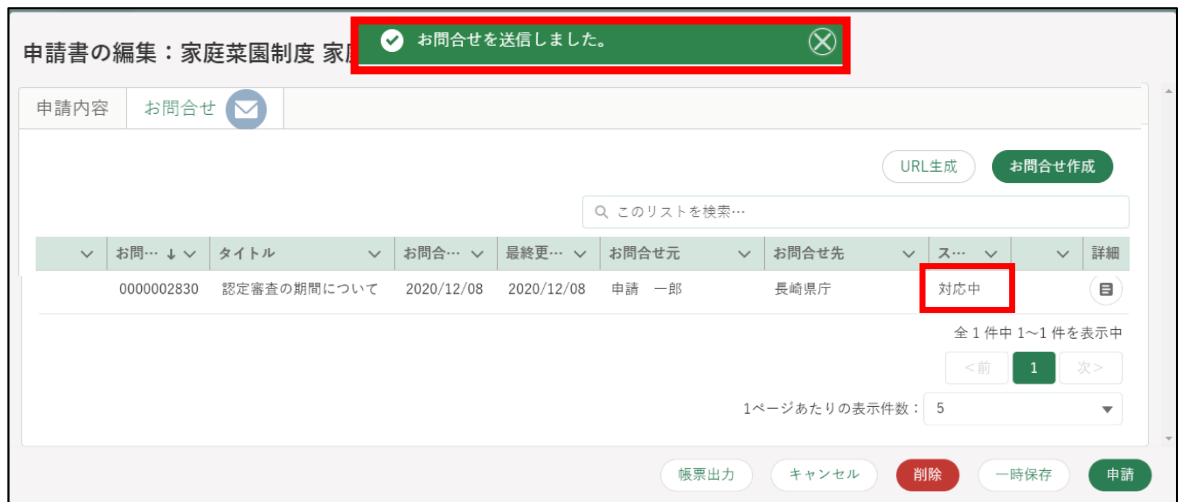 お問合せを送信しました。
申請書の編集：家庭菜園制度 家
申請内容
お問合せ
URL生成
お問合せ作成
このリストを検索…
お問… ↓ タイトル お問合… 最終更… お問合せ元 お問合せ先 ス… 詳細
0000002830 認定審査の期間について 2020/12/08 2020/12/08 申請　一郎 長崎県庁 対応中
全 1 件中 1～1 件を表示中
＜前 1 次＞
1ページあたりの表示件数： 5
帳票出力 キャンセル 削除 一時保存 申請